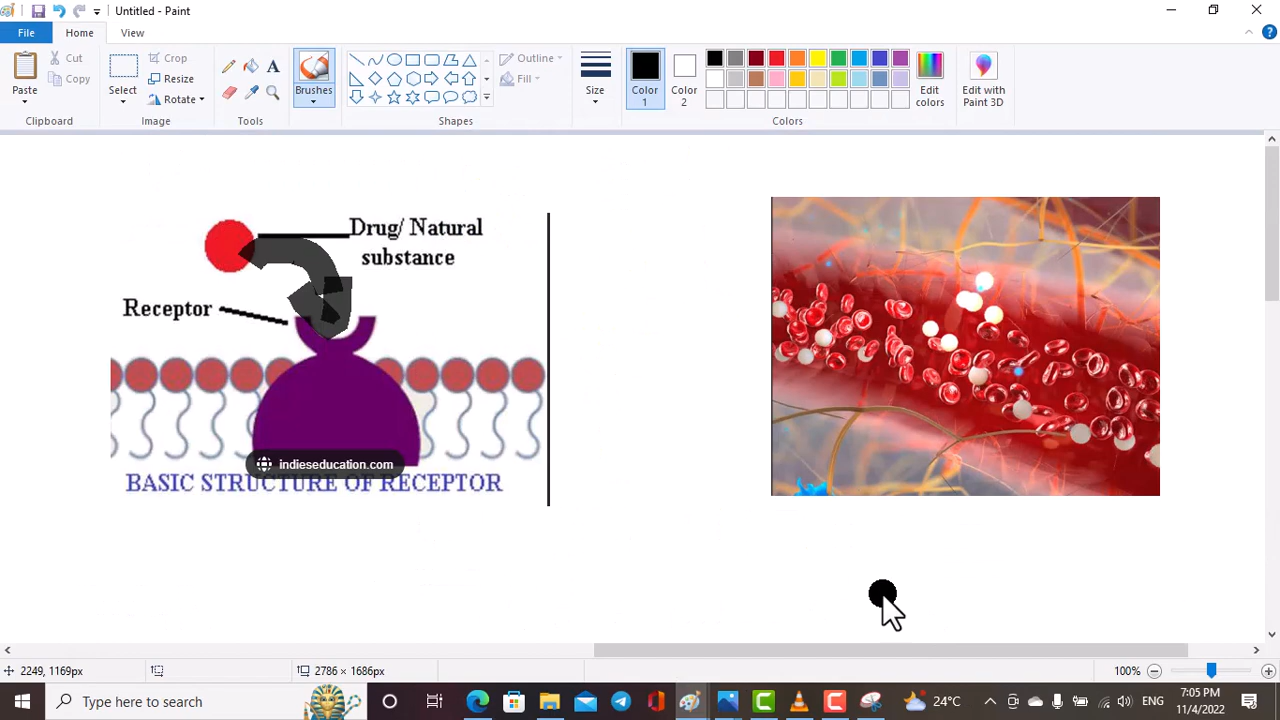 Untitled - Paint
File
Home
View
Paste
Cut
Copy
Clipboard
Select
Crop
Resize
Rotate
Image
Tools
Brushes
Shapes
Outline
Fill
Size
Color
1
Color
2
Edit
colors
Edit with
Paint 3D
Colors
Drug/ Natural
substance
Receptor
indieseducation.com
BASIC STRUCTURE OF RECEPTOR
2249, 1169px
2786 × 1686px
100%
Type here to search
24°C
ENG
7:05 PM
11/4/2022